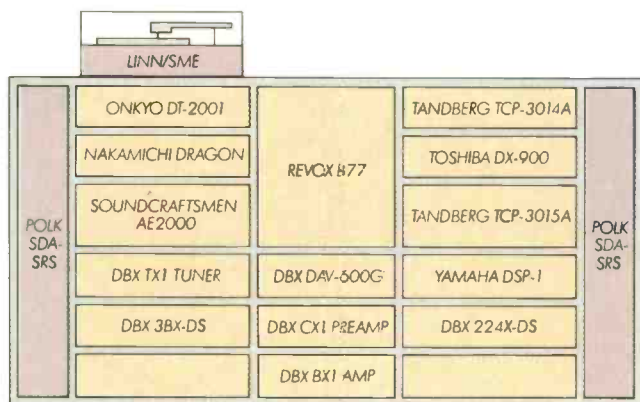 LINN/SME
POLK
SDA-
SRS
ONKYO DT-2001
NAKAMICHI DRAGON
SOUNDCRAFTSMEN
AE2000
DBX TX1 TUNER
DBX 3BX-DS
REVOX B77
DBX DAV-600G
DBX CX1 PREAMP
DBX BX1 AMP
TANDBERG TCP-3014A
TOSHIBA DX-900
TANDBERG TCP-3015A
YAMAHA DSP-1
DBX 224X-DS
POLK
SDA-
SRS